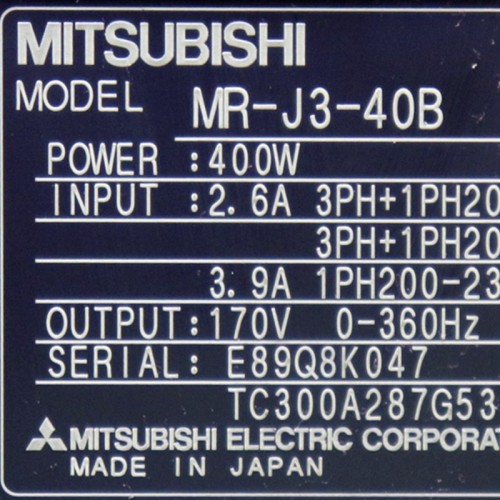 MITSUBISHI
MODEL MR-J3-40B
POWER :400W
INPUT :2.6A 3PH+1PH20
3PH+1PH20
3.9A 1PH200-23
OUTPUT:170V 0-360Hz
SERIAL: E89Q8K047
TC300A287G53
MITSUBISHI ELECTRIC CORPORAT
MADE IN JAPAN